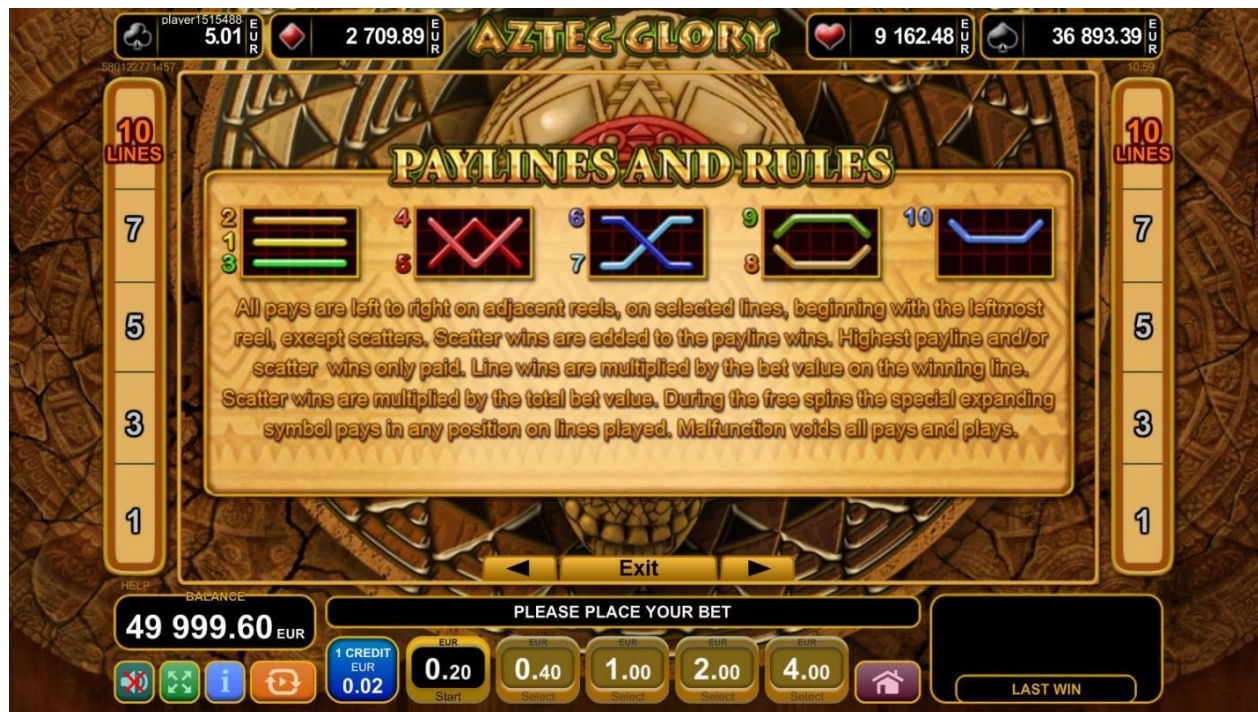 player1515488
5.01 EUR
2 709.89 EUR
AZTEC GLORY
9 162.48 EUR
36 893.39 EUR
580122771457
10:59
10
LINES
7
5
3
1
10
LINES
7
5
3
1
PAYLINES AND RULES
2
1
3
4
5
6
7
9
8
10
All pays are left to right on adjacent reels, on selected lines, beginning with the leftmost
reel, except scatters. Scatter wins are added to the payline wins. Highest payline and/or
scatter wins only paid. Line wins are multiplied by the bet value on the winning line.
Scatter wins are multiplied by the total bet value. During the free spins the special expanding
symbol pays in any position on lines played. Malfunction voids all pays and plays.
Exit
HELP
BALANCE
49 999.60 EUR
PLEASE PLACE YOUR BET
1 CREDIT
EUR
0.02
EUR
0.20
Start
EUR
0.40
Select
EUR
1.00
Select
EUR
2.00
Select
EUR
4.00
Select
i
LAST WIN